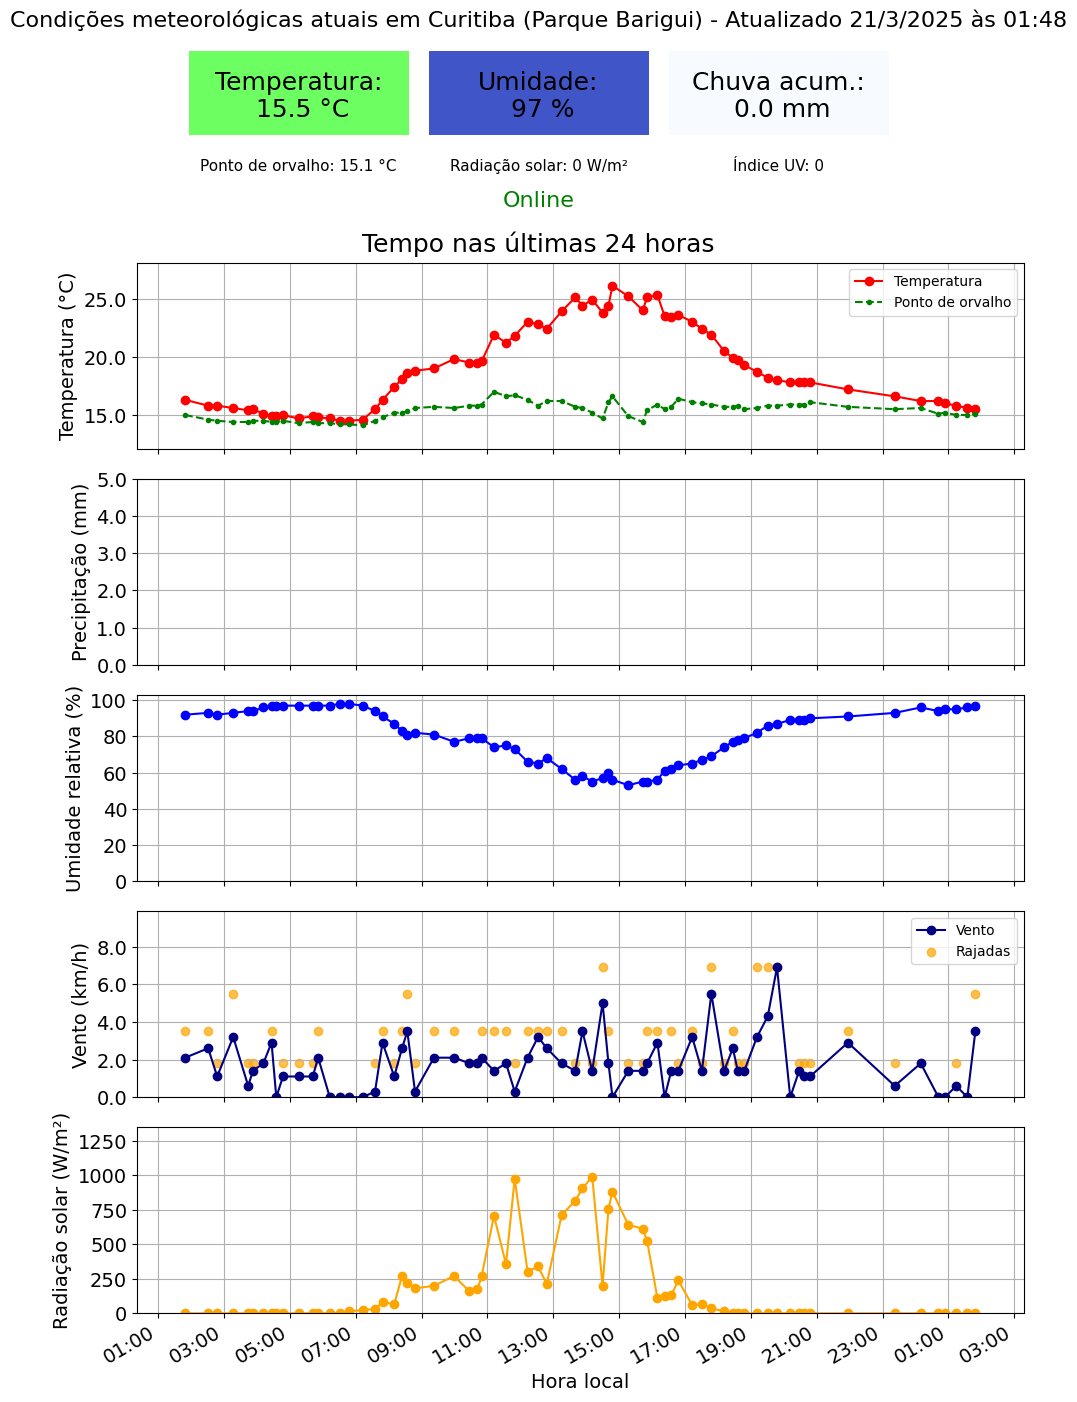 Condições meteorológicas atuais em Curitiba (Parque Barigui) - Atualizado 21/3/2025 às 01:48
Temperatura:
15.5 °C
Umidade:
97 %
Chuva acum.:
0.0 mm
Ponto de orvalho: 15.1 °C
Radiação solar: 0 W/m²
Índice UV: 0
Online
Tempo nas últimas 24 horas
Temperatura (°C)
25.0
20.0
15.0
Temperatura
Ponto de orvalho
Precipitação (mm)
5.0
4.0
3.0
2.0
1.0
0.0
Umidade relativa (%)
100
80
60
40
20
0
Vento (km/h)
8.0
6.0
4.0
2.0
0.0
Vento
Rajadas
Radiação solar (W/m²)
1250
1000
750
500
250
0
01:00
03:00
05:00
07:00
09:00
11:00
13:00
15:00
17:00
19:00
21:00
23:00
01:00
03:00
Hora local